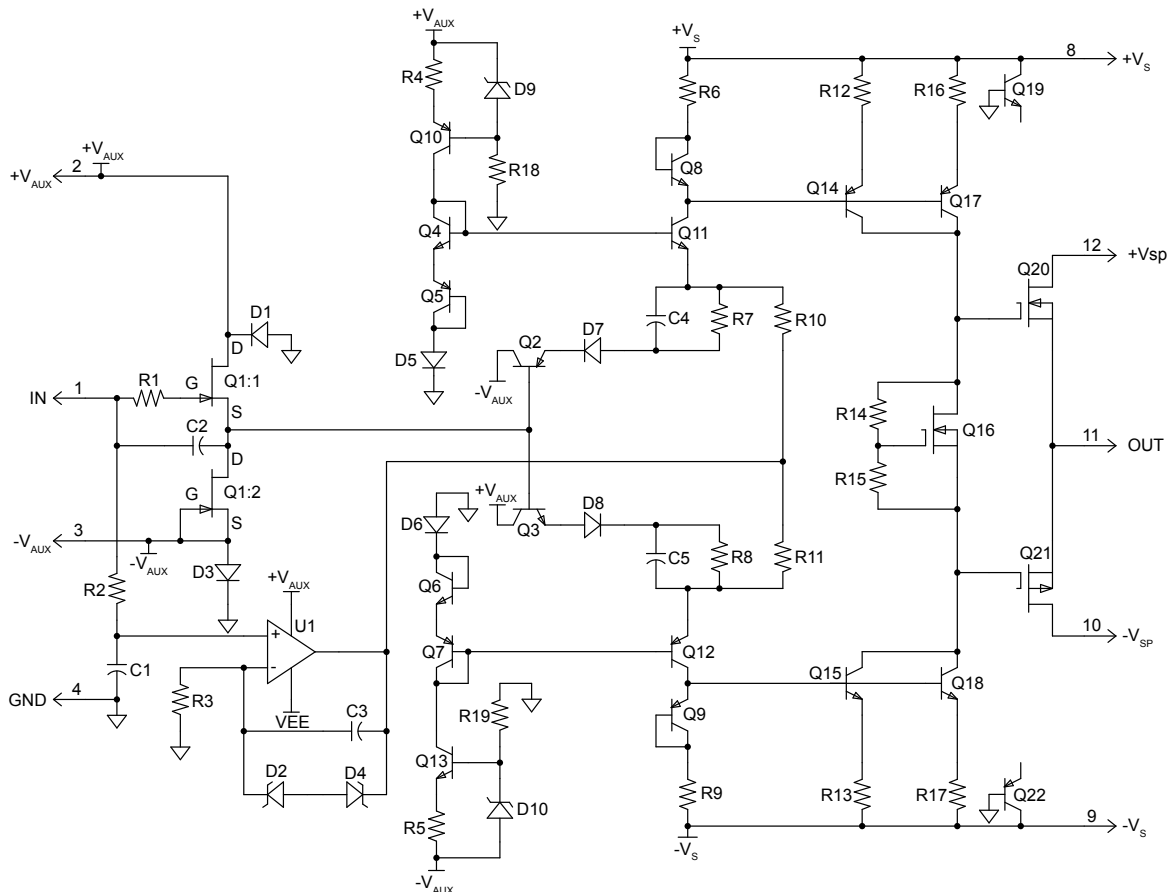 +V_AUX
+V_S
8
+V_S
R4
D9
R6
R12
R16
Q19
Q10
+V_AUX
2
+V_AUX
R18
Q8
Q14
Q17
Q4
Q11
12
+Vsp
Q20
Q5
D1
D
C4
R7
R10
Q2
D7
D5
1
IN
R1
G
Q1:1
-V_AUX
S
R14
Q16
C2
11
OUT
D
R15
G
Q1:2
+V_AUX
D8
D6
Q3
3
-V_AUX
S
-V_AUX
C5
R8
R11
Q21
D3
R2
+V_AUX
Q6
10
-V_SP
+
U1
Q7
Q12
C1
-
Q15
Q18
4
GND
R3
VEE
C3
R19
Q9
D2
D4
Q13
R9
R13
R17
Q22
R5
D10
9
-V_S
-V_S
-V_AUX